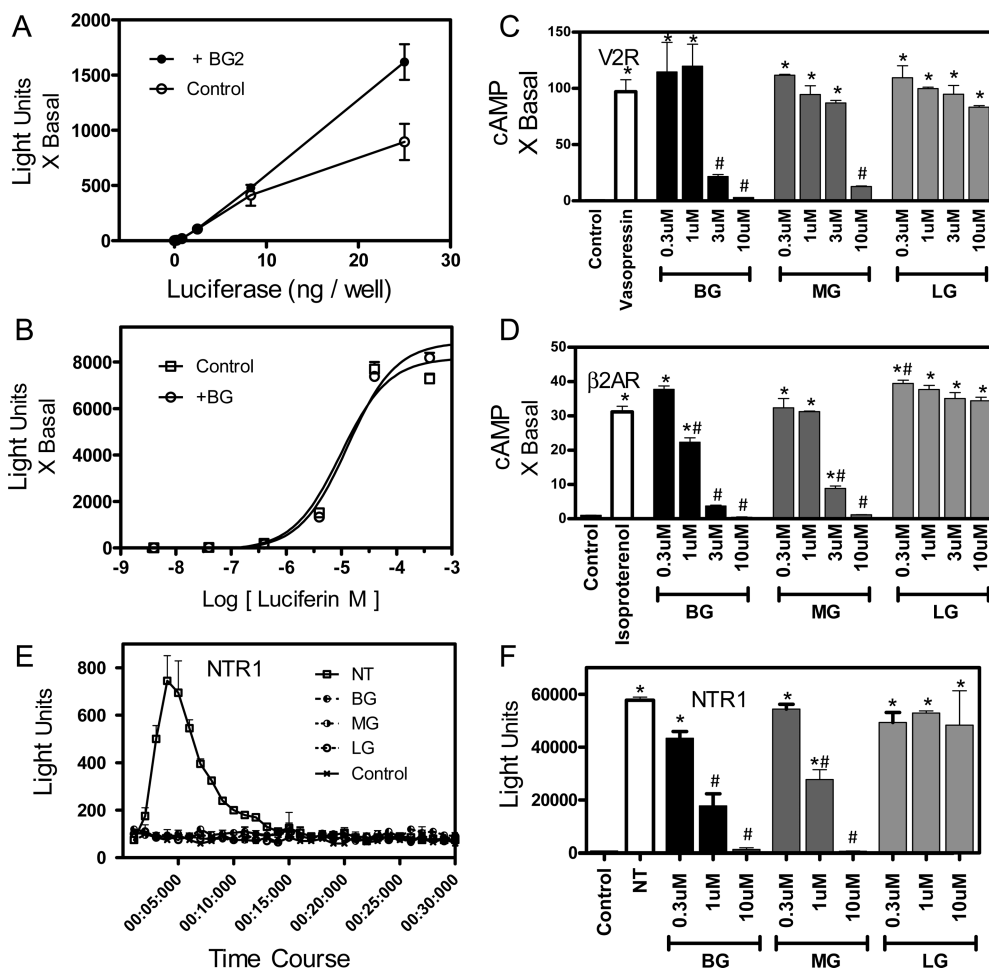 A
2000
1500
1000
500
0
Light Units
X Basal
+ BG2
Control
0
10
20
30
Luciferase (ng / well)
B
8000
6000
4000
2000
0
Light Units
X Basal
Control
+BG
-9
-8
-7
-6
-5
-4
-3
Log [ Luciferin M ]
E
800
600
400
200
0
Light Units
NTR1
NT
BG
MG
LG
Control
00:05:000
00:10:000
00:15:000
00:20:000
00:25:000
00:30:000
Time Course
C
150
100
50
0
cAMP
X Basal
V2R
*
*
*
#
#
*
*
*
#
*
*
*
*
Control
Vasopressin
0.3uM
1uM
3uM
10uM
0.3uM
1uM
3uM
10uM
0.3uM
1uM
3uM
10uM
BG
MG
LG
D
50
40
30
20
10
0
cAMP
X Basal
β2AR
*
*
*#
#
#
*
*
*#
#
*#
*
*
*
Control
Isoproterenol
0.3uM
1uM
3uM
10uM
0.3uM
1uM
3uM
10uM
0.3uM
1uM
3uM
10uM
BG
MG
LG
F
60000
40000
20000
0
Light Units
NTR1
*
*
#
#
*
*#
#
*
*
*
Control
NT
0.3uM
1uM
10uM
0.3uM
1uM
10uM
0.3uM
1uM
10uM
BG
MG
LG